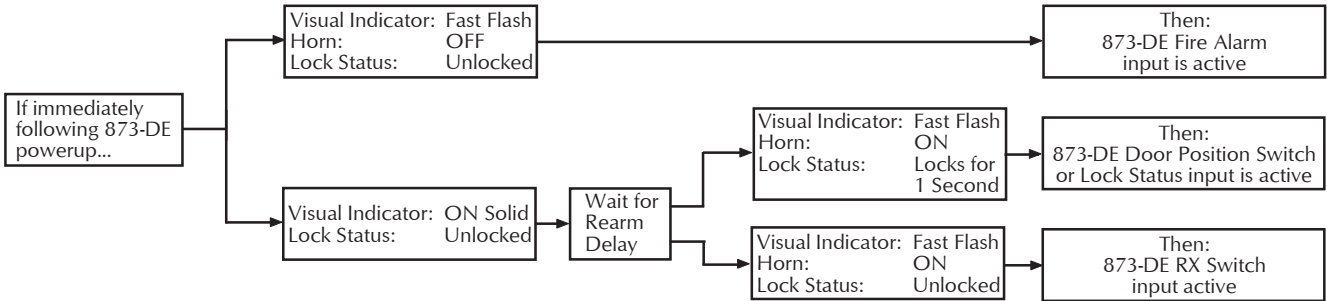 If immediately
following 873-DE
powerup...
Visual Indicator: Fast Flash
Horn: OFF
Lock Status: Unlocked
Then:
873-DE Fire Alarm
input is active
Visual Indicator: ON Solid
Lock Status: Unlocked
Wait for
Rearm
Delay
Visual Indicator: Fast Flash
Horn: ON
Lock Status: Locks for
1 Second
Then:
873-DE Door Position Switch
or Lock Status input is active
Visual Indicator: Fast Flash
Horn: ON
Lock Status: Unlocked
Then:
873-DE RX Switch
input active